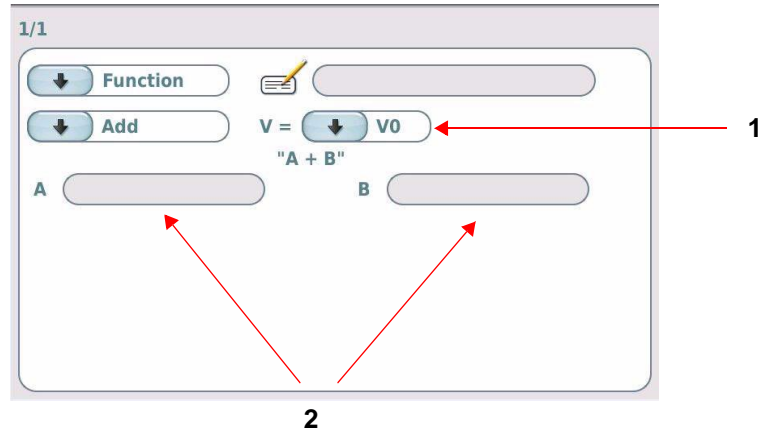 1/1
Function
Add V = V0 1
"A + B"
A B
2